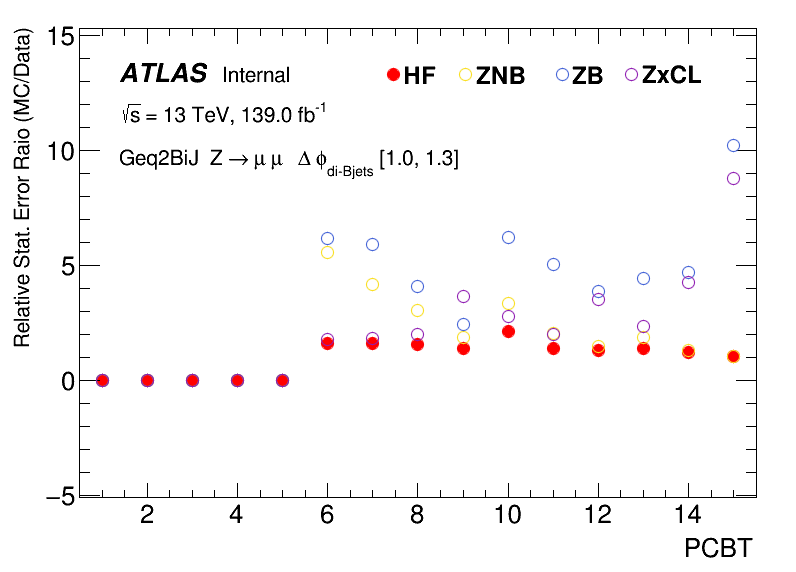 Relative Stat. Error Raio (MC/Data)
15
10
5
0
−5
ATLAS Internal
HF ZNB ZB ZxCL
√s = 13 TeV, 139.0 fb⁻¹
Geq2BiJ Z → μ μ Δ ϕ di-Bjets [1.0, 1.3]
2 4 6 8 10 12 14
PCBT